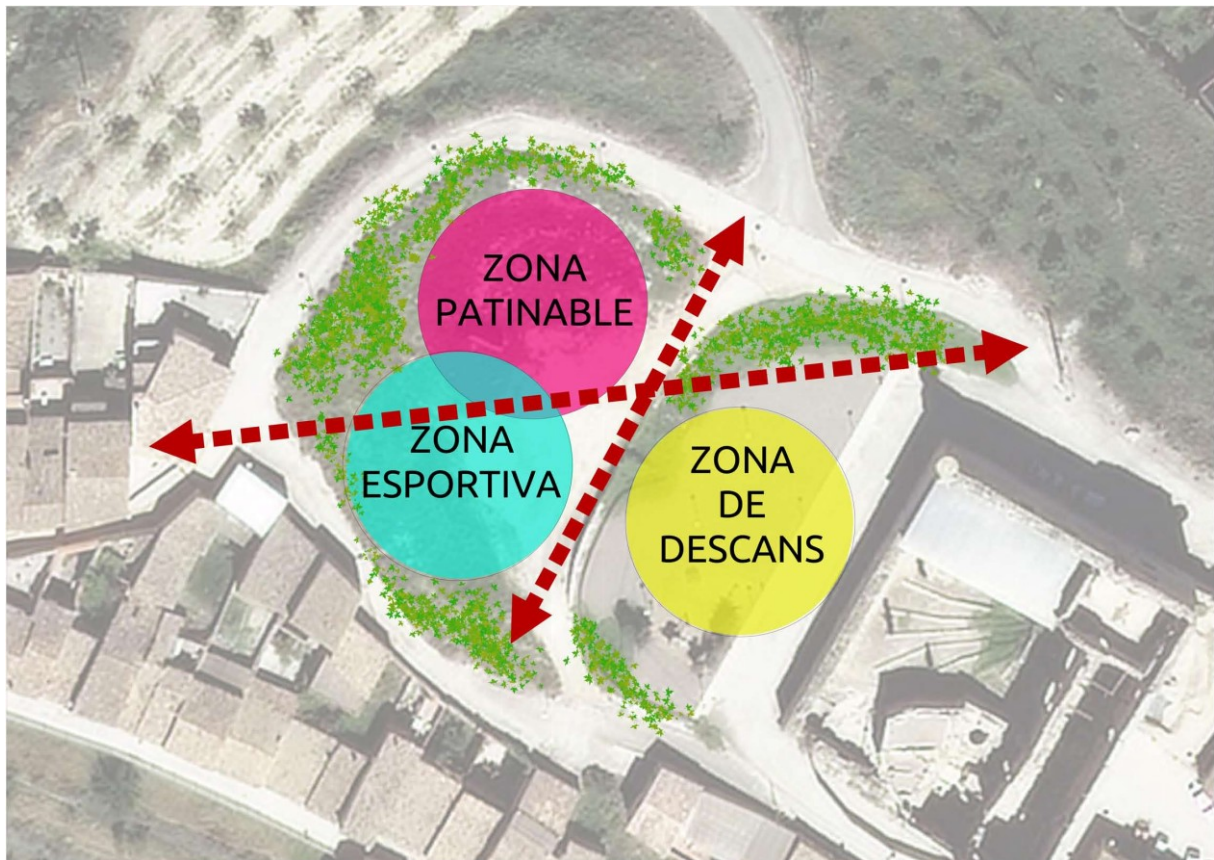 ZONA
PATINABLE
ZONA
ESPORTIVA
ZONA
DE
DESCANS